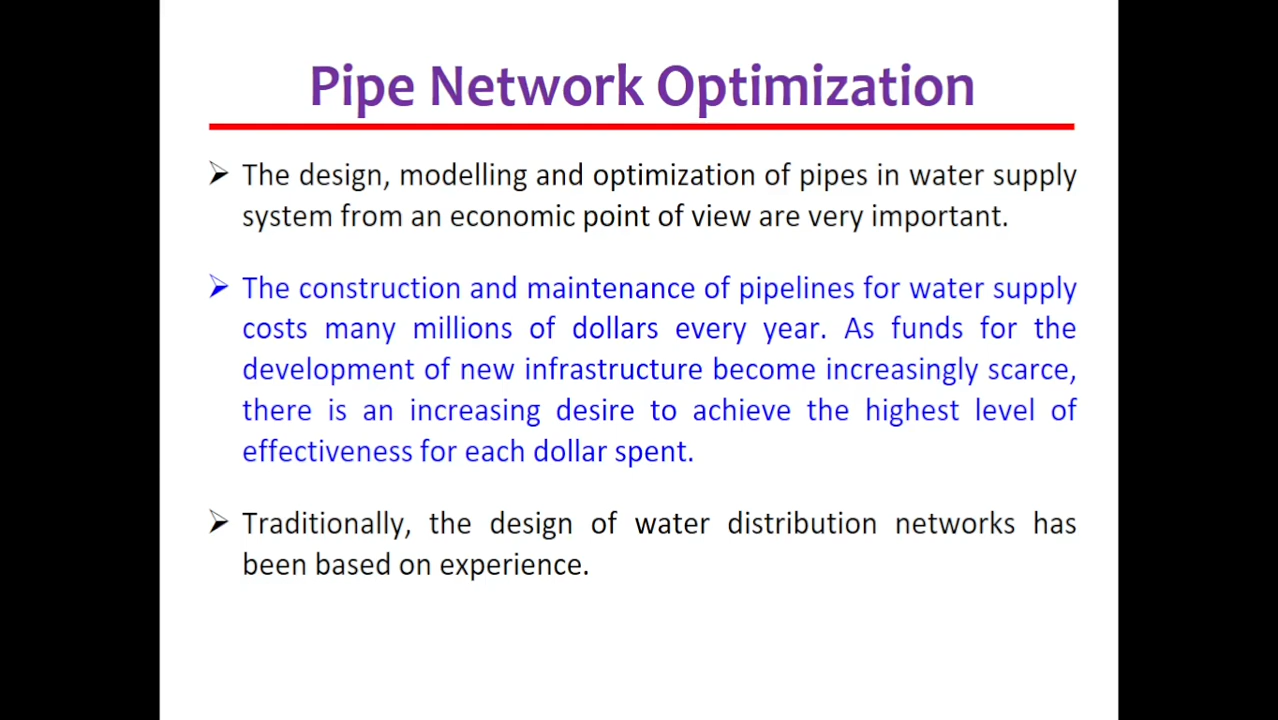 Pipe Network Optimization
➢ The design, modelling and optimization of pipes in water supply
system from an economic point of view are very important.
➢ The construction and maintenance of pipelines for water supply
costs many millions of dollars every year. As funds for the
development of new infrastructure become increasingly scarce,
there is an increasing desire to achieve the highest level of
effectiveness for each dollar spent.
➢ Traditionally, the design of water distribution networks has
been based on experience.